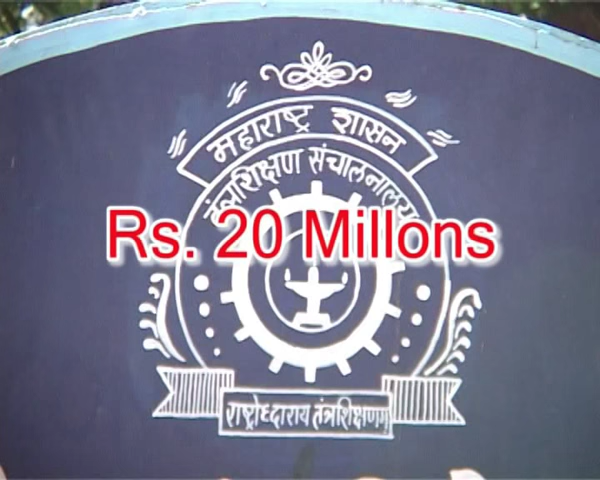 महाराष्ट्र शासन
तंत्रशिक्षण संचालनालय
Rs. 20 Millons
राष्ट्रोध्दाराय तंत्रशिक्षणम्